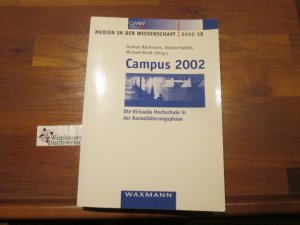 GMW
MEDIEN IN DER WISSENSCHAFT BAND 18
Gudrun Bachmann, Odette Haefeli,
Michael Kindt (Hrsg.)
Campus 2002
Die Virtuelle Hochschule in
der Konsolidierungsphase
WAXMANN